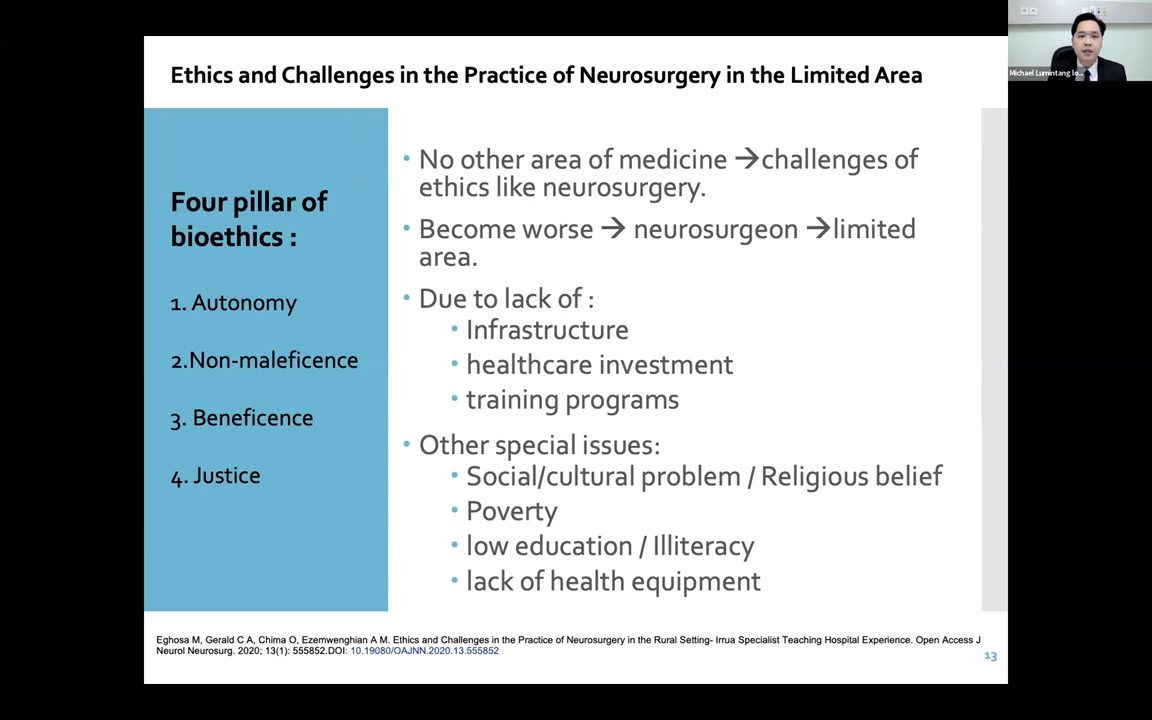 Ethics and Challenges in the Practice of Neurosurgery in the Limited Area
Michael Lumintang lo...
Four pillar of
bioethics :
1. Autonomy
2.Non-maleficence
3. Beneficence
4. Justice
• No other area of medicine →challenges of
ethics like neurosurgery.
• Become worse → neurosurgeon →limited
area.
• Due to lack of :
• Infrastructure
• healthcare investment
• training programs
• Other special issues:
• Social/cultural problem / Religious belief
• Poverty
• low education / Illiteracy
• lack of health equipment
Eghosa M, Gerald C A, Chima O, Ezemwenghian A M. Ethics and Challenges in the Practice of Neurosurgery in the Rural Setting- Irrua Specialist Teaching Hospital Experience. Open Access J
Neurol Neurosurg. 2020; 13(1): 555852.DOI: 10.19080/OAJNN.2020.13.555852
13